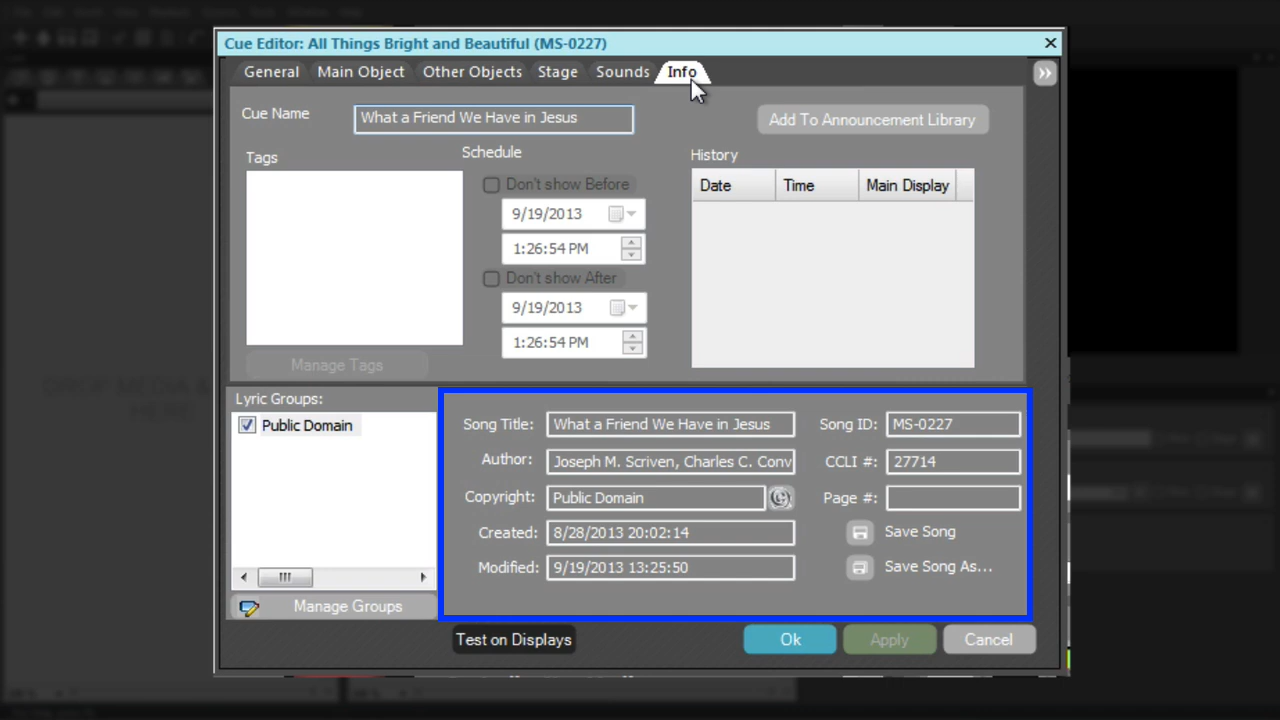 Cue Editor: All Things Bright and Beautiful (MS-0227)
General Main Object Other Objects Stage Sounds Info
Cue Name What a Friend We Have in Jesus Add To Announcement Library
Tags Schedule History
Don't show Before
9/19/2013
1:26:54 PM
Don't show After
9/19/2013
1:26:54 PM
Date Time Main Display
Manage Tags
Lyric Groups:
Public Domain
Manage Groups
Song Title: What a Friend We Have in Jesus Song ID: MS-0227
Author: Joseph M. Scriven, Charles C. Conv CCLI #: 27714
Copyright: Public Domain Page #:
Created: 8/28/2013 20:02:14 Save Song
Modified: 9/19/2013 13:25:50 Save Song As...
Test on Displays Ok Apply Cancel